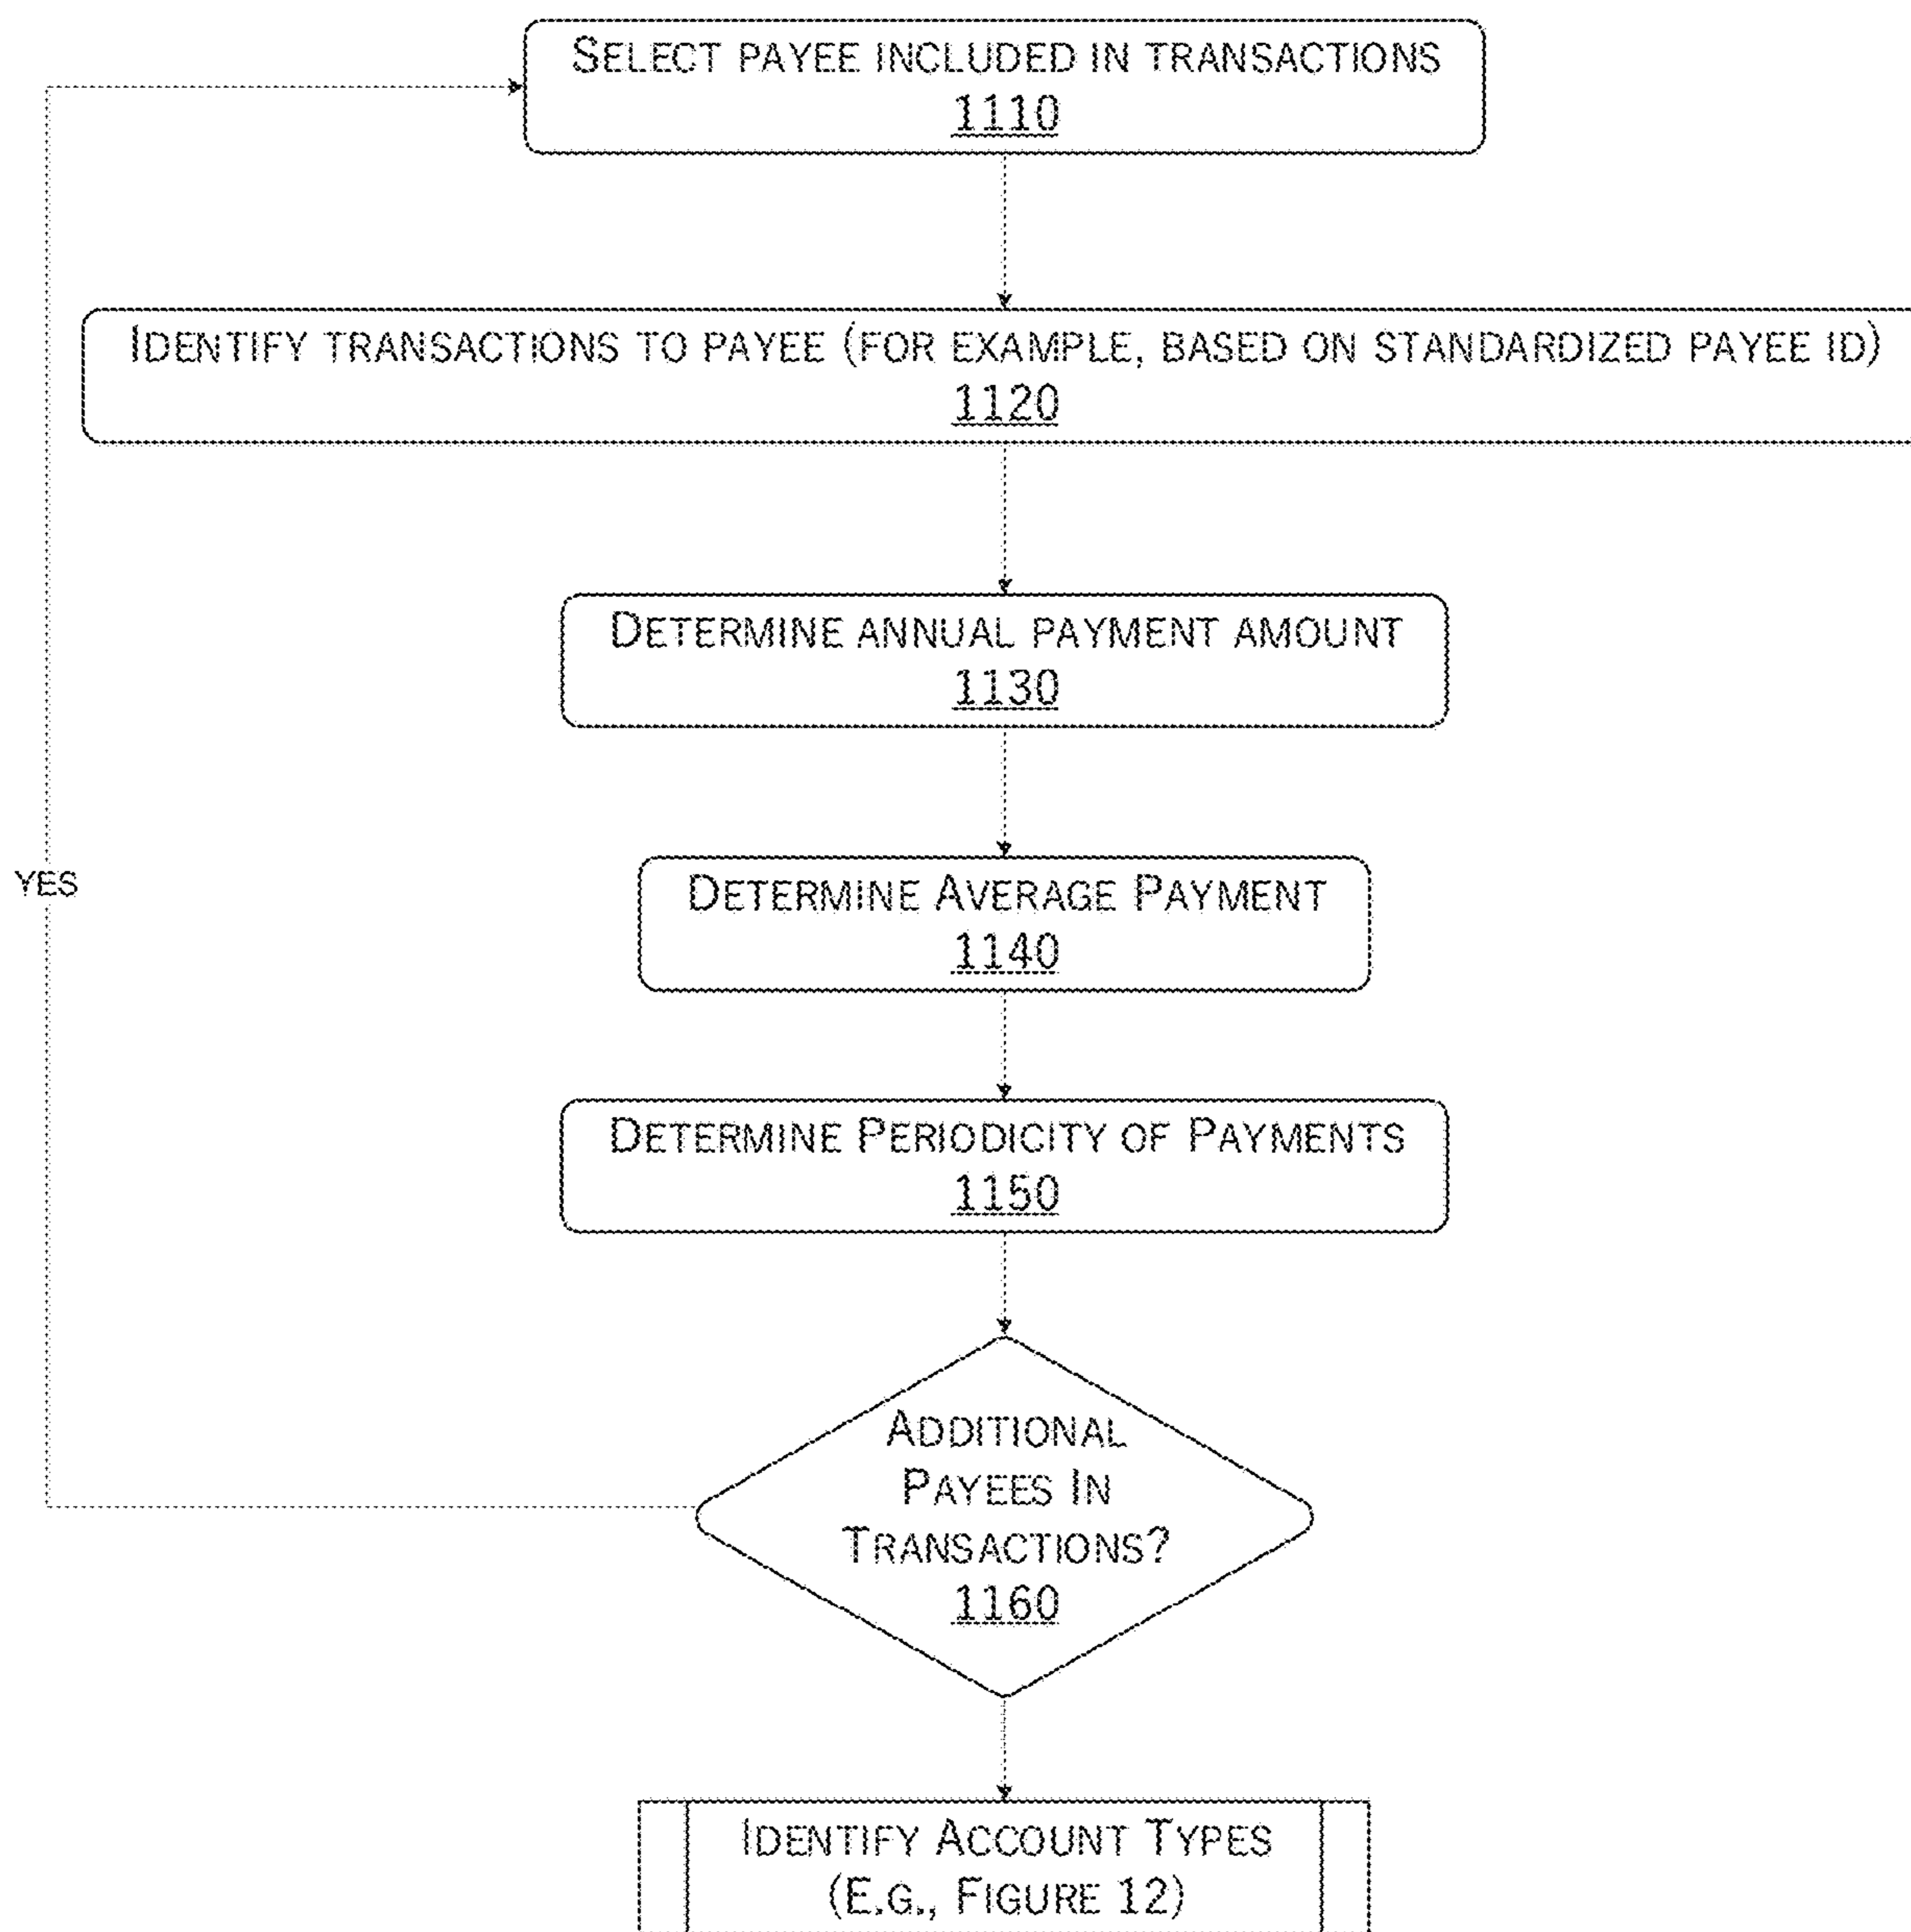 SELECT PAYEE INCLUDED IN TRANSACTIONS
1110
IDENTIFY TRANSACTIONS TO PAYEE (FOR EXAMPLE, BASED ON STANDARDIZED PAYEE ID)
1120
DETERMINE ANNUAL PAYMENT AMOUNT
1130
YES
DETERMINE AVERAGE PAYMENT
1140
DETERMINE PERIODICITY OF PAYMENTS
1150
ADDITIONAL
PAYEES IN
TRANSACTIONS?
1160
IDENTIFY ACCOUNT TYPES
(E.G., FIGURE 12)